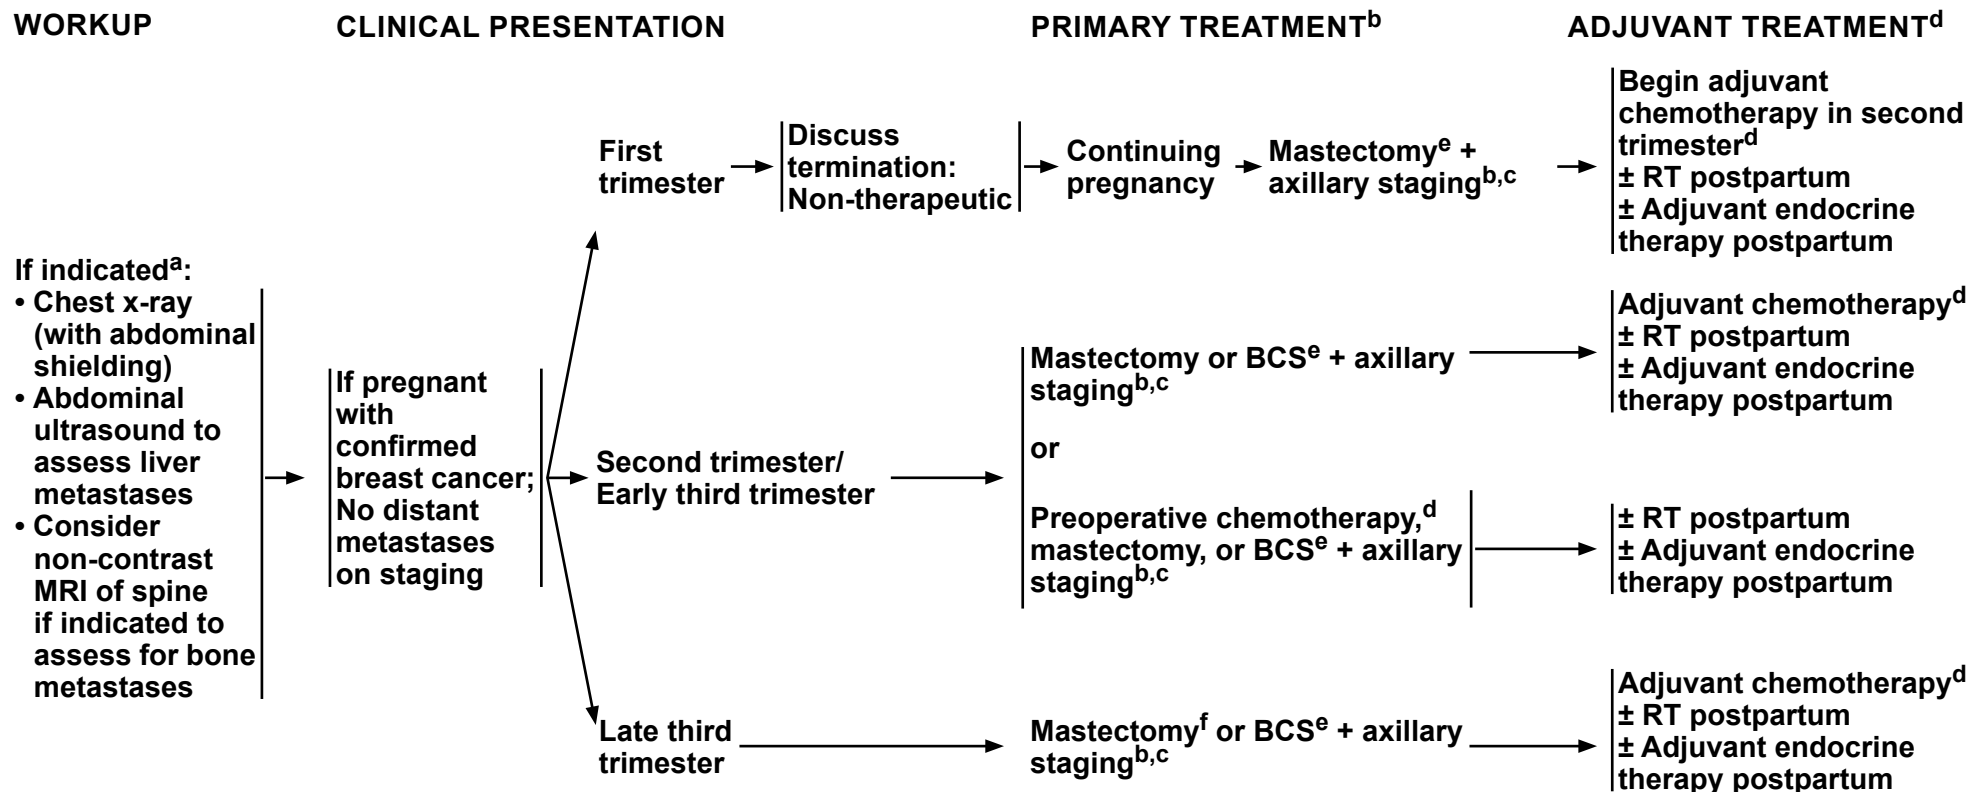 WORKUP
CLINICAL PRESENTATION
PRIMARY TREATMENTb
ADJUVANT TREATMENTd
If indicateda:
• Chest x-ray
(with abdominal
shielding)
• Abdominal
ultrasound to
assess liver
metastases
• Consider
non-contrast
MRI of spine
if indicated to
assess for bone
metastases
If pregnant
with
confirmed
breast cancer;
No distant
metastases
on staging
First
trimester
Discuss
termination:
Non-therapeutic
Continuing
pregnancy
Mastectomye +
axillary stagingb,c
Begin adjuvant
chemotherapy in second
trimesterd
± RT postpartum
± Adjuvant endocrine
therapy postpartum
Second trimester/
Early third trimester
Mastectomy or BCSe + axillary
stagingb,c
or
Preoperative chemotherapy,d
mastectomy, or BCSe + axillary
stagingb,c
Adjuvant chemotherapyd
± RT postpartum
± Adjuvant endocrine
therapy postpartum
± RT postpartum
± Adjuvant endocrine
therapy postpartum
Late third
trimester
Mastectomyf or BCSe + axillary
stagingb,c
Adjuvant chemotherapyd
± RT postpartum
± Adjuvant endocrine
therapy postpartum